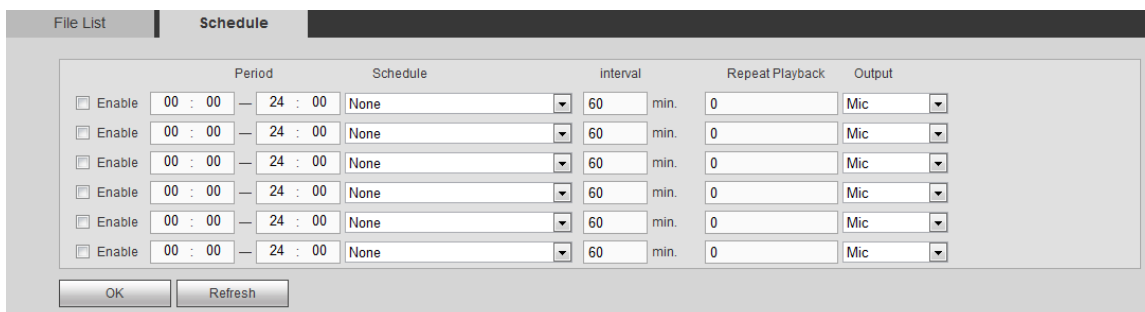 File List Schedule
Period Schedule interval Repeat Playback Output
Enable 00 : 00 — 24 : 00 None 60 min. 0 Mic
Enable 00 : 00 — 24 : 00 None 60 min. 0 Mic
Enable 00 : 00 — 24 : 00 None 60 min. 0 Mic
Enable 00 : 00 — 24 : 00 None 60 min. 0 Mic
Enable 00 : 00 — 24 : 00 None 60 min. 0 Mic
Enable 00 : 00 — 24 : 00 None 60 min. 0 Mic
OK Refresh